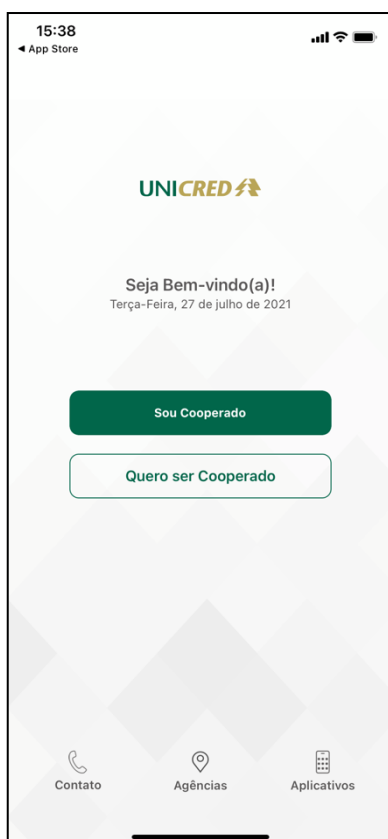 15:38
◀ App Store
UNICRED
Seja Bem-vindo(a)!
Terça-Feira, 27 de julho de 2021
Sou Cooperado
Quero ser Cooperado
Contato
Agências
Aplicativos